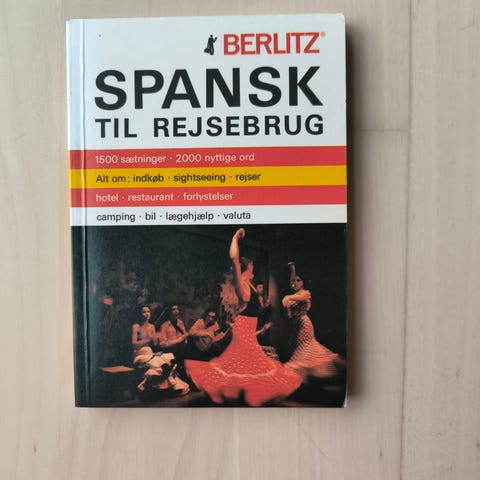 BERLITZ®
SPANSK
TIL REJSEBRUG
1500 sætninger · 2000 nyttige ord
Alt om: indkøb · sightseeing · rejser
hotel · restaurant · forlystelser
camping · bil · lægehjælp · valuta